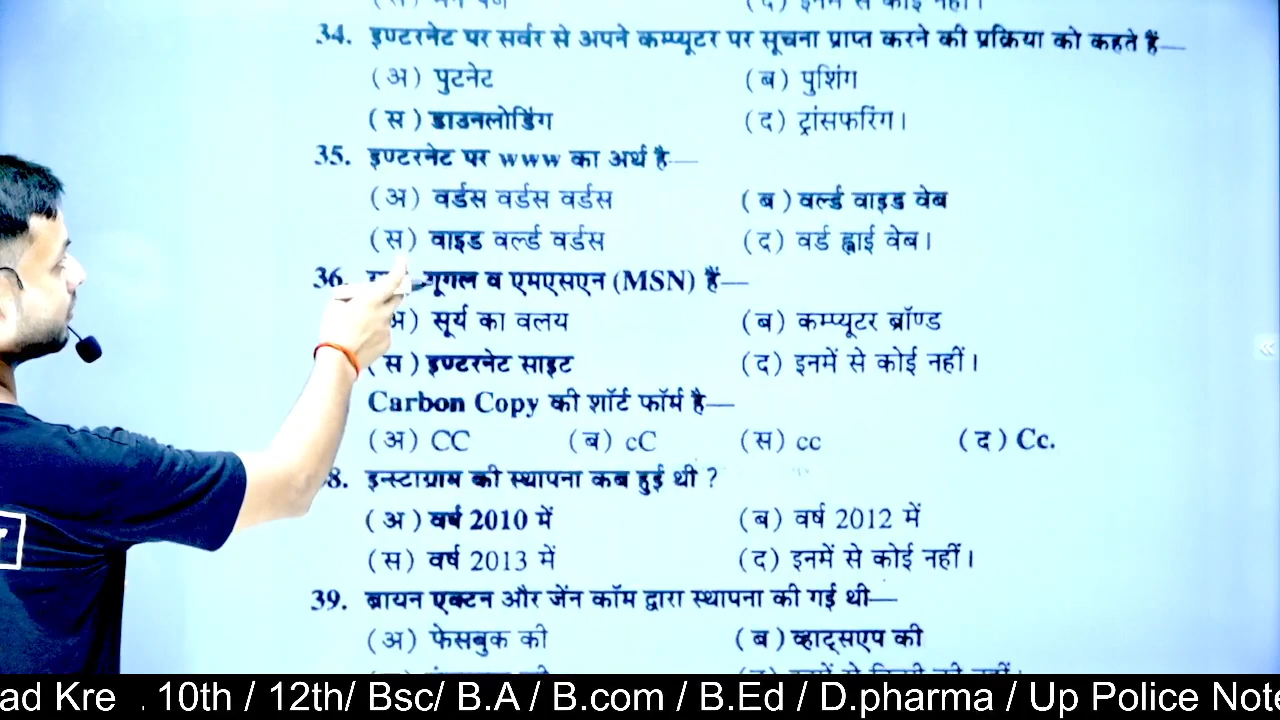 (द) इनमें से कोई नहीं।
34. इण्टरनेट पर सर्वर से अपने कम्प्यूटर पर सूचना प्राप्त करने की प्रक्रिया को कहते हैं—
(अ) पुटनेट (ब) पुशिंग
(स) डाउनलोडिंग (द) ट्रांसफरिंग।
35. इण्टरनेट पर www का अर्थ है—
(अ) वर्डस वर्डस वर्डस (ब) वर्ल्ड वाइड वेब
(स) वाइड वर्ल्ड वर्डस (द) वर्ड ह्वाई वेब।
36. गूगल व एमएसएन (MSN) हैं—
(अ) सूर्य का वलय (ब) कम्प्यूटर ब्रॉण्ड
(स) इण्टरनेट साइट (द) इनमें से कोई नहीं।
Carbon Copy की शॉर्ट फॉर्म है—
(अ) CC (ब) cC (स) cc (द) Cc.
8. इन्स्टाग्राम की स्थापना कब हुई थी ?
(अ) वर्ष 2010 में (ब) वर्ष 2012 में
(स) वर्ष 2013 में (द) इनमें से कोई नहीं।
39. ब्रायन एक्टन और जेंन कॉम द्वारा स्थापना की गई थी—
(अ) फेसबुक की (ब) व्हाट्सएप की
ad Kre . 10th / 12th/ Bsc/ B.A / B.com / B.Ed / D.pharma / Up Police Note